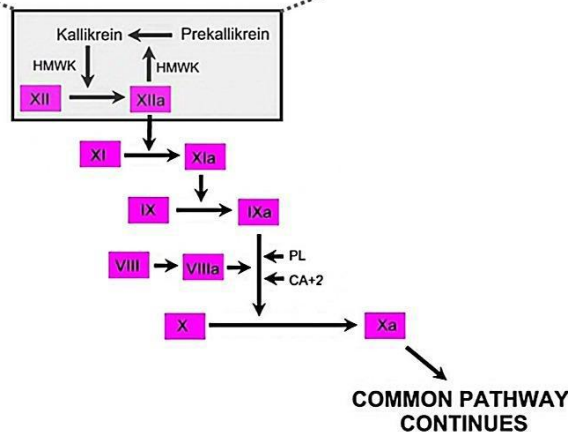 Kallikrein Prekallikrein
HMWK HMWK
XII XIIa
XI XIa
IX IXa
PL
VIII VIIIa
CA+2
X Xa
COMMON PATHWAY
CONTINUES